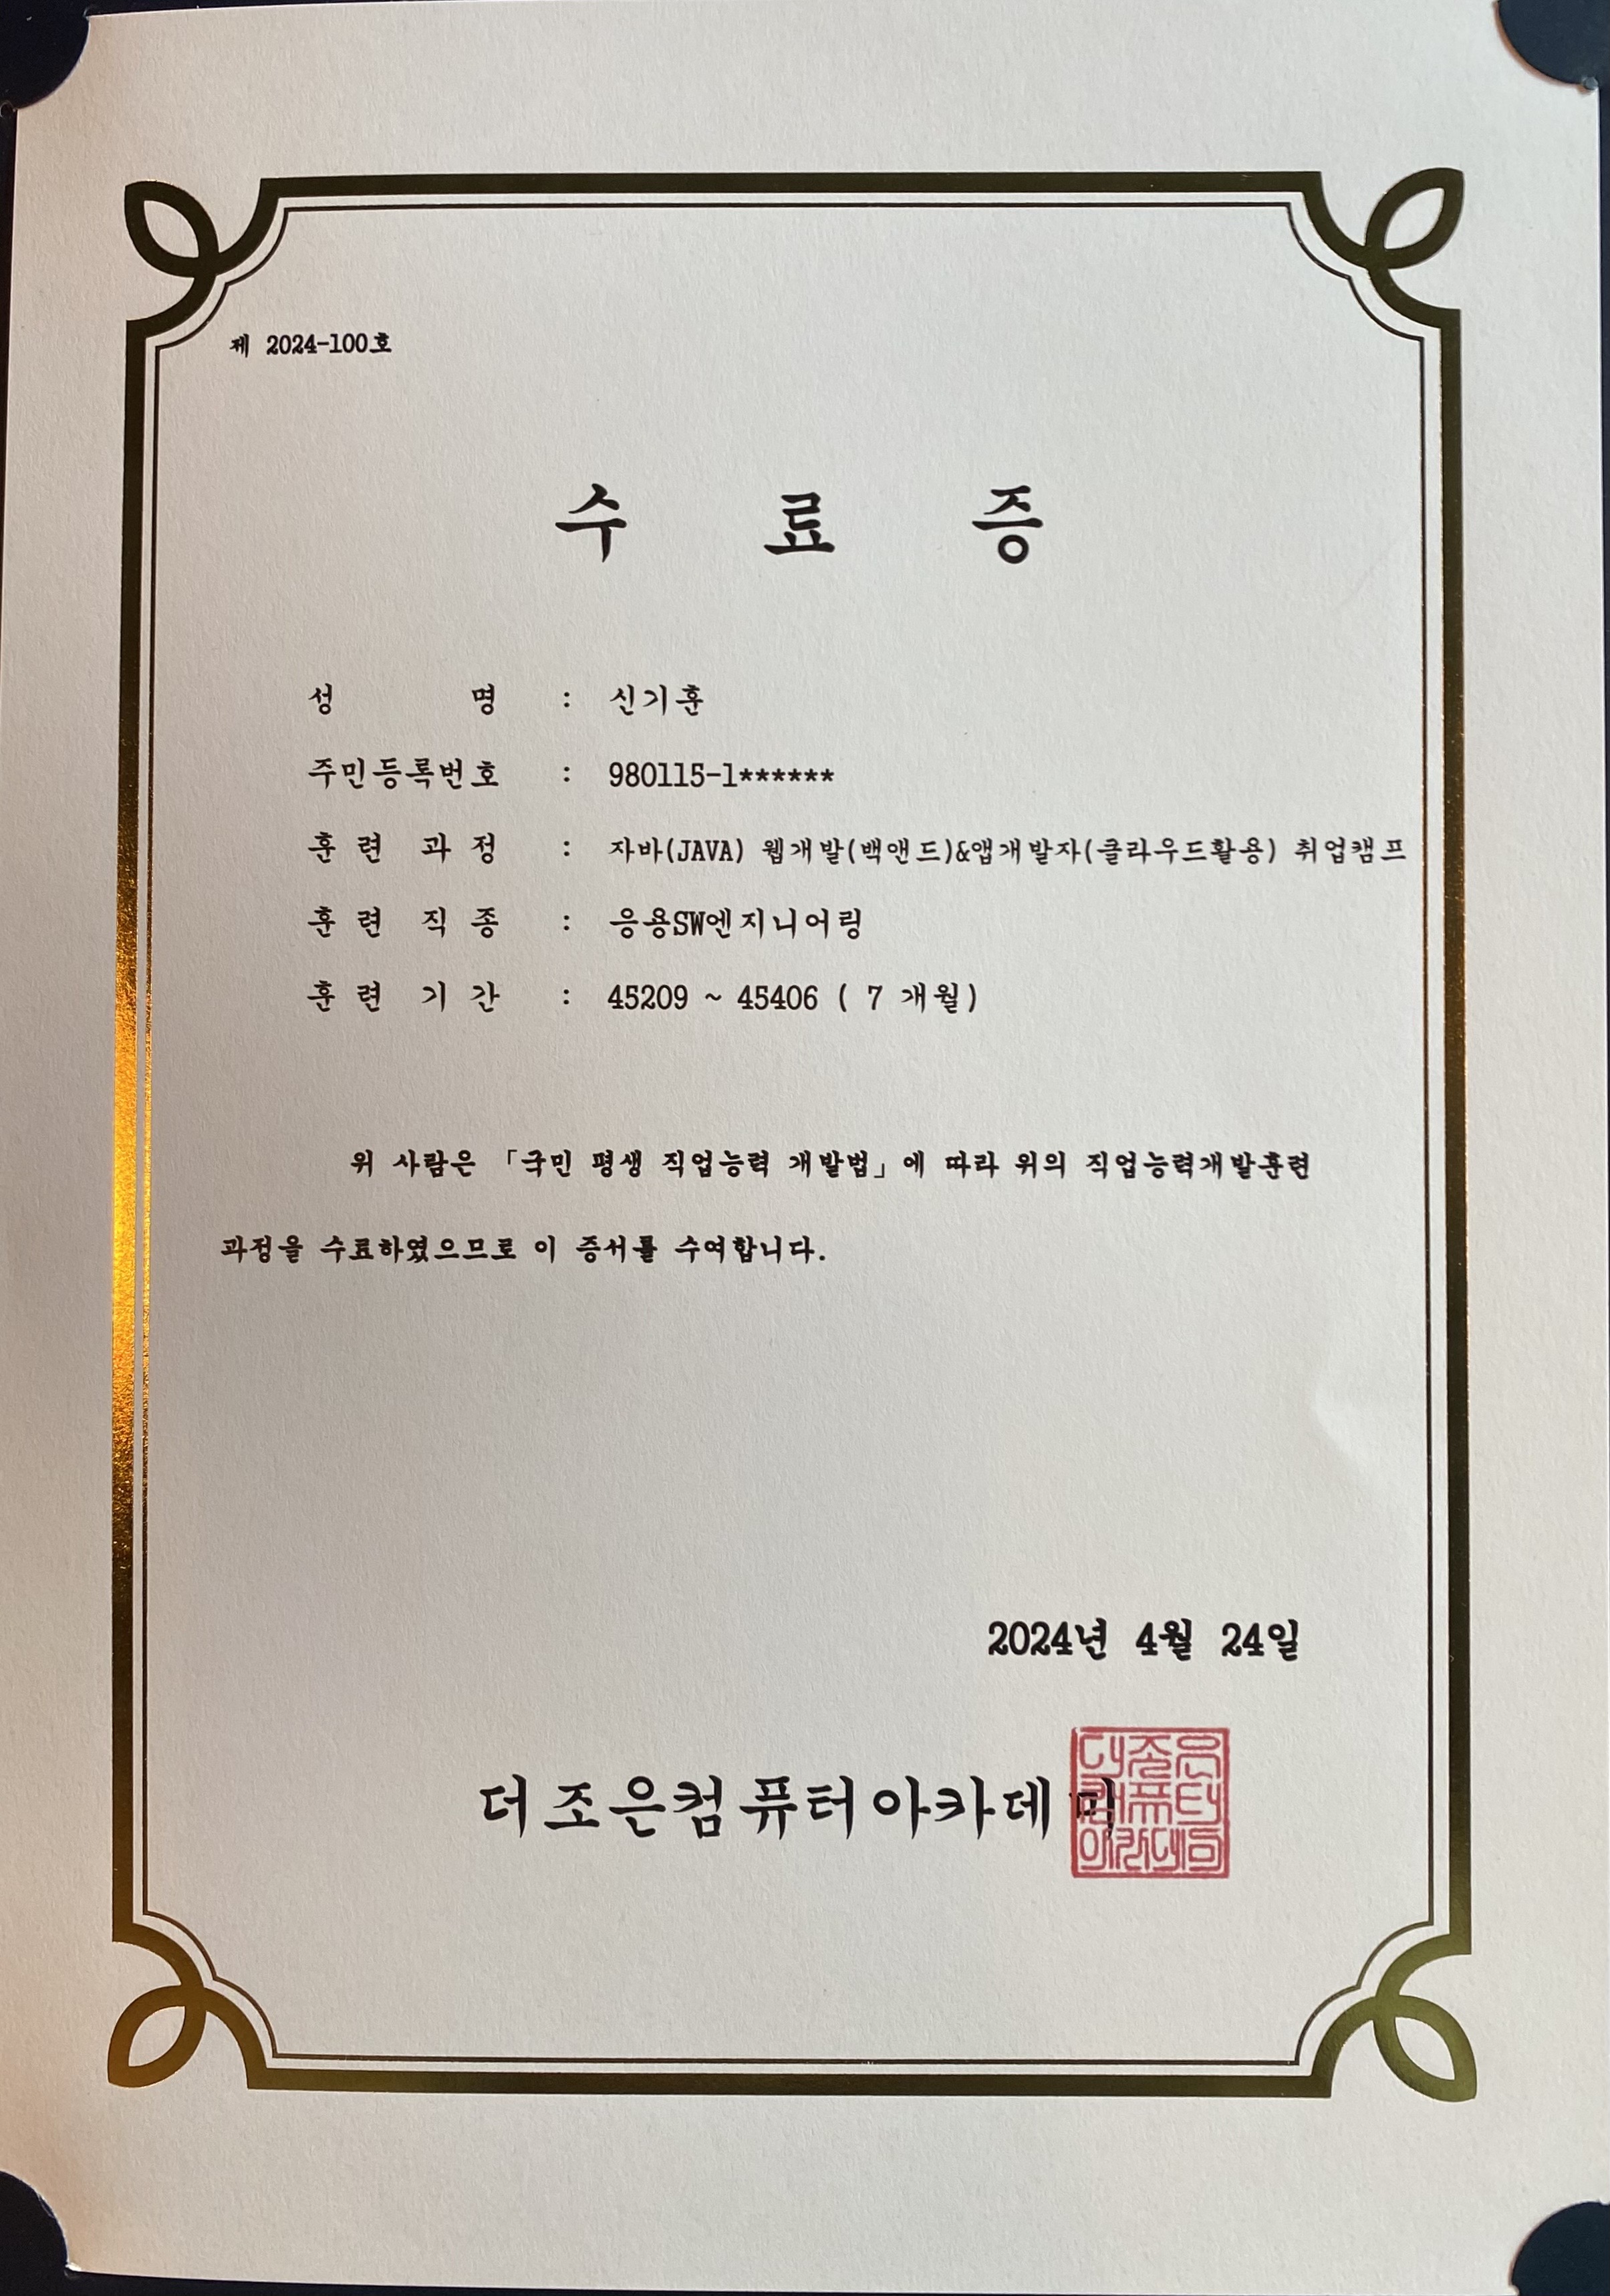 제 2024-100호
수 료 증
성 명 : 신기훈
주민등록번호 : 980115-1******
훈 련 과 정 : 자바(JAVA) 웹개발(백앤드)&앱개발자(클라우드활용) 취업캠프
훈 련 직 종 : 응용SW엔지니어링
훈 련 기 간 : 45209 ~ 45406 ( 7 개월)
위 사람은 「국민 평생 직업능력 개발법」에 따라 위의 직업능력개발훈련
과정을 수료하였으므로 이 증서를 수여합니다.
2024년 4월 24일
더조은컴퓨터아카데미
더조은
컴퓨터
아카데미